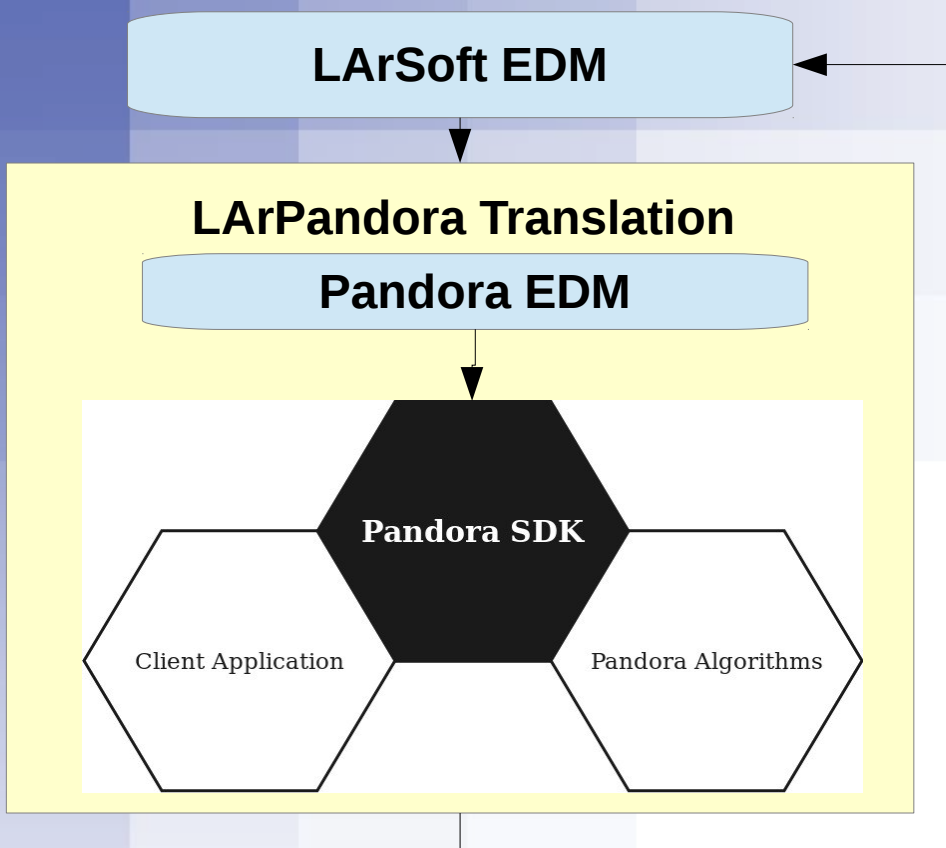 LArSoft EDM
LArPandora Translation
Pandora EDM
Pandora SDK
Client Application
Pandora Algorithms